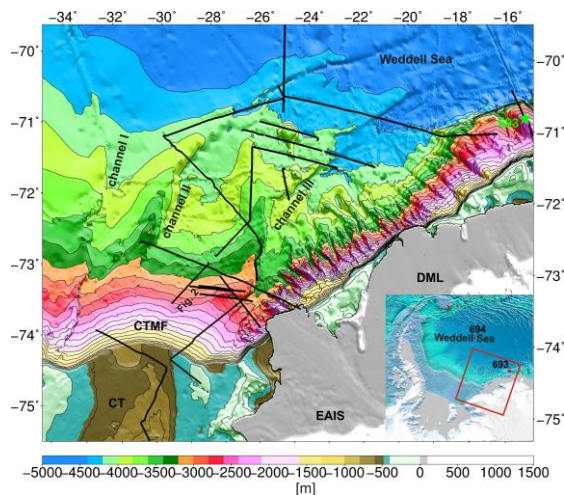 −34° −32° −30° −28° −26° −24° −22° −20° −18° −16°
−70° −70°
Weddell Sea
693
−71° −71°
channel I
channel II
channel III
−72° −72°
−73° −73°
DML
Fig. 2
−74° CTMF −74°
694
Weddell Sea
693
−75° CT −75°
EAIS
−5000−4500−4000−3500−3000−2500−2000−1500−1000−500 0 500 1000 1500
[m]